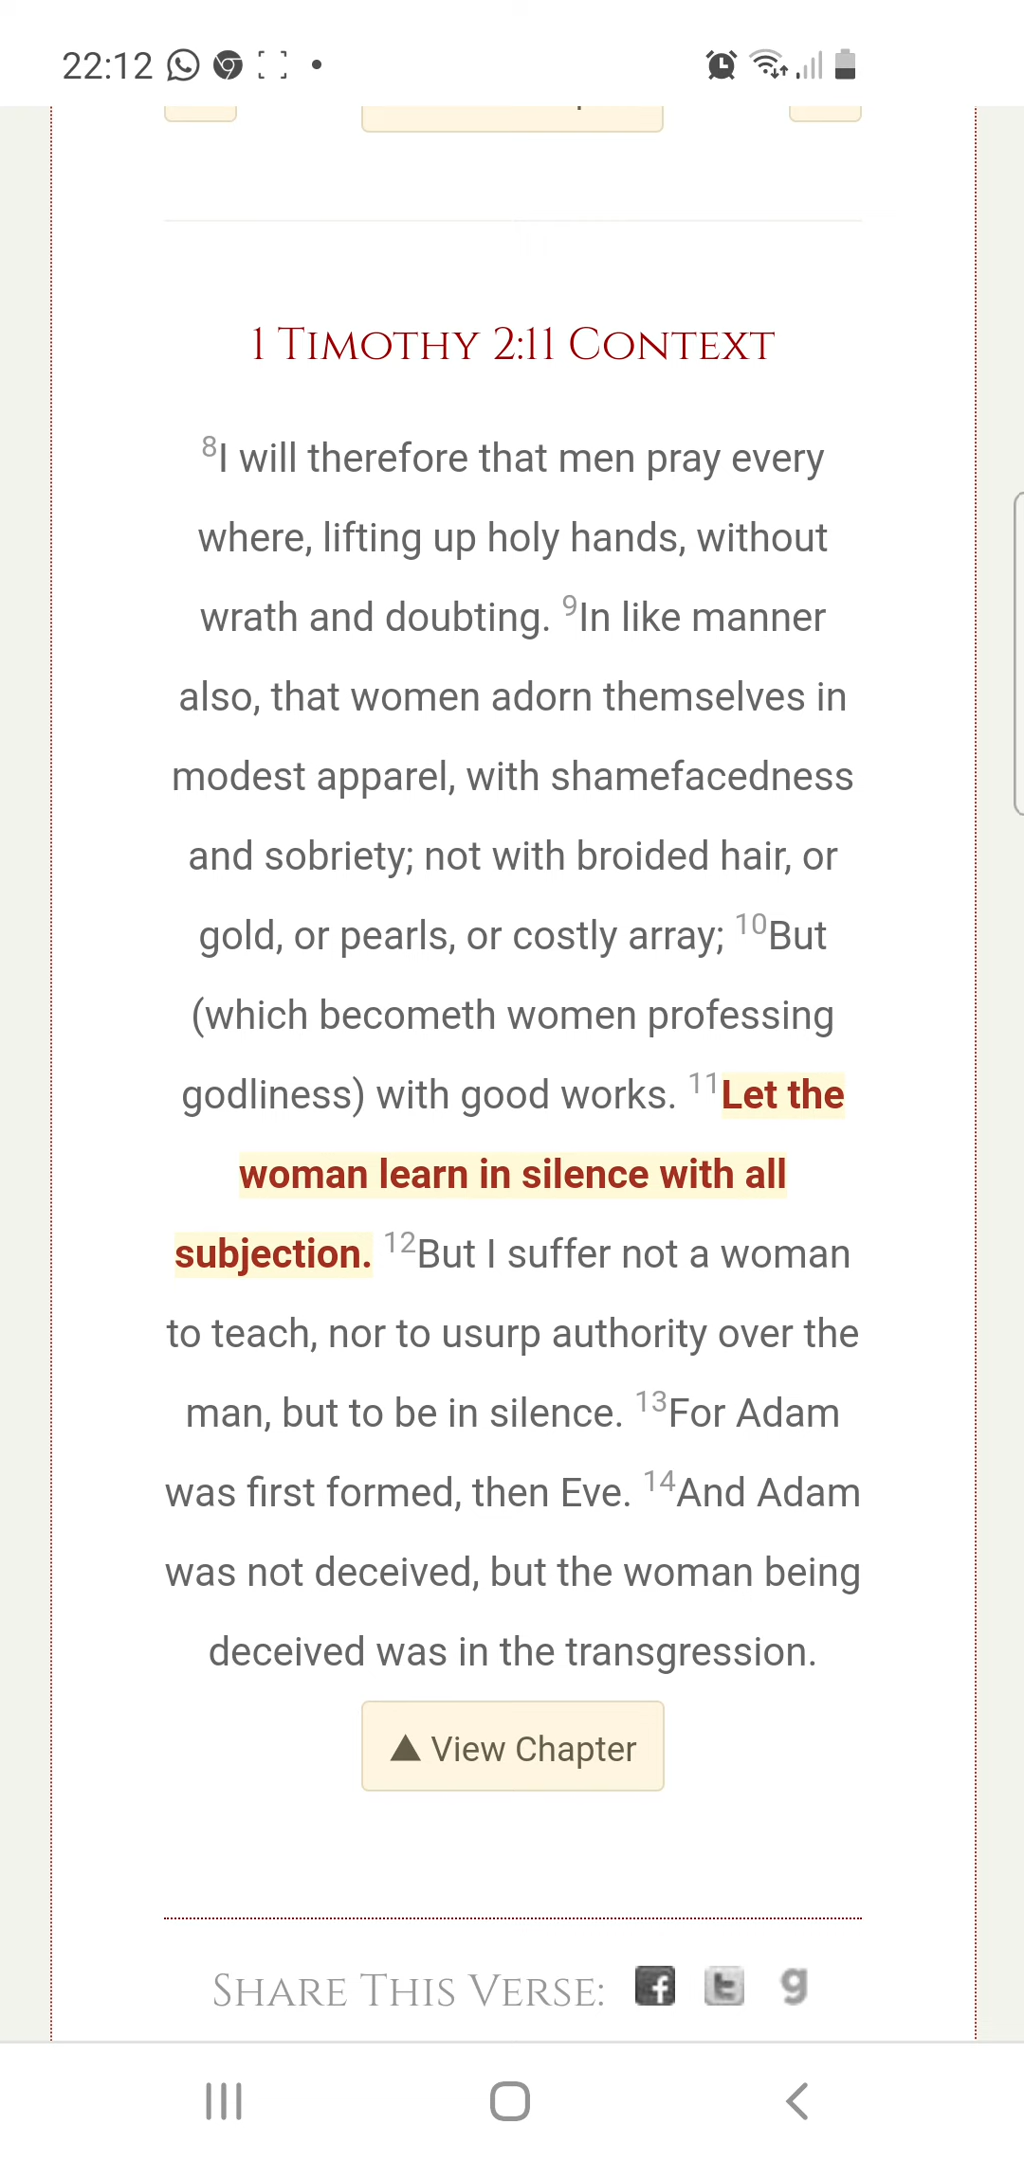 22:12
1 Timothy 2:11 Context
8I will therefore that men pray every
where, lifting up holy hands, without
wrath and doubting. 9In like manner
also, that women adorn themselves in
modest apparel, with shamefacedness
and sobriety; not with broided hair, or
gold, or pearls, or costly array; 10But
(which becometh women professing
godliness) with good works. 11Let the
woman learn in silence with all
subjection. 12But I suffer not a woman
to teach, nor to usurp authority over the
man, but to be in silence. 13For Adam
was first formed, then Eve. 14And Adam
was not deceived, but the woman being
deceived was in the transgression.
▲ View Chapter
Share This Verse: f t g